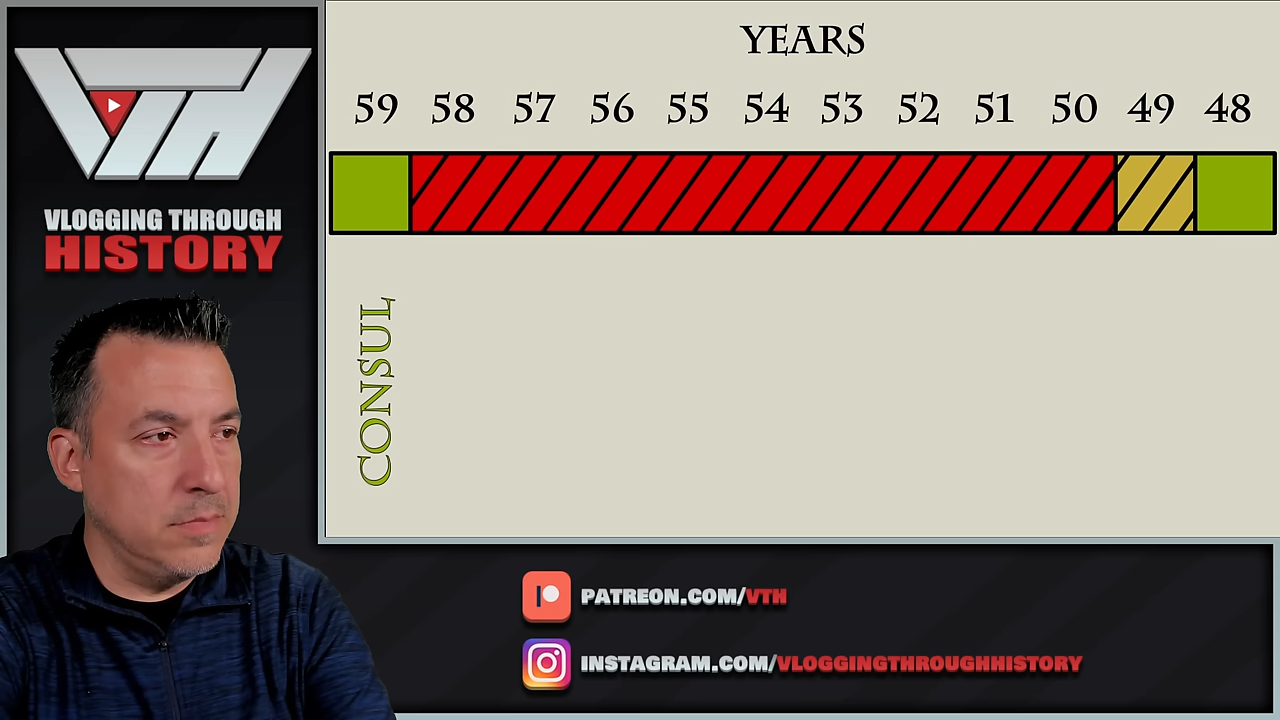 VTH
VLOGGING THROUGH
HISTORY
YEARS
59 58 57 56 55 54 53 52 51 50 49 48
CONSUL
PATREON.COM/VTH
INSTAGRAM.COM/VLOGGINGTHROUGHHISTORY